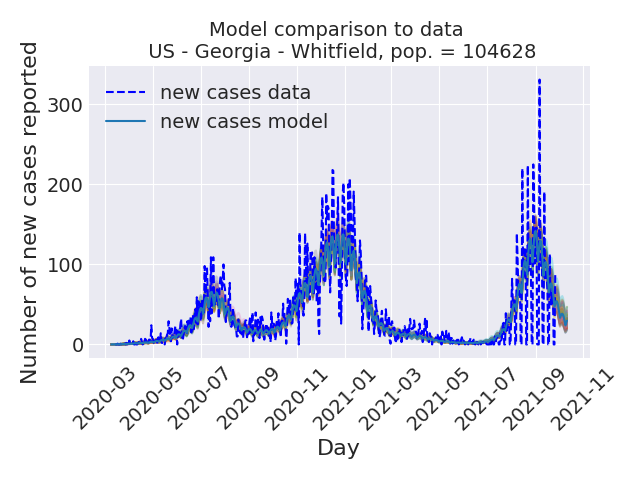 Model comparison to data
US - Georgia - Whitfield, pop. = 104628
Number of new cases reported
300
200
100
0
new cases data
new cases model
2020-03
2020-05
2020-07
2020-09
2020-11
2021-01
2021-03
2021-05
2021-07
2021-09
2021-11
Day